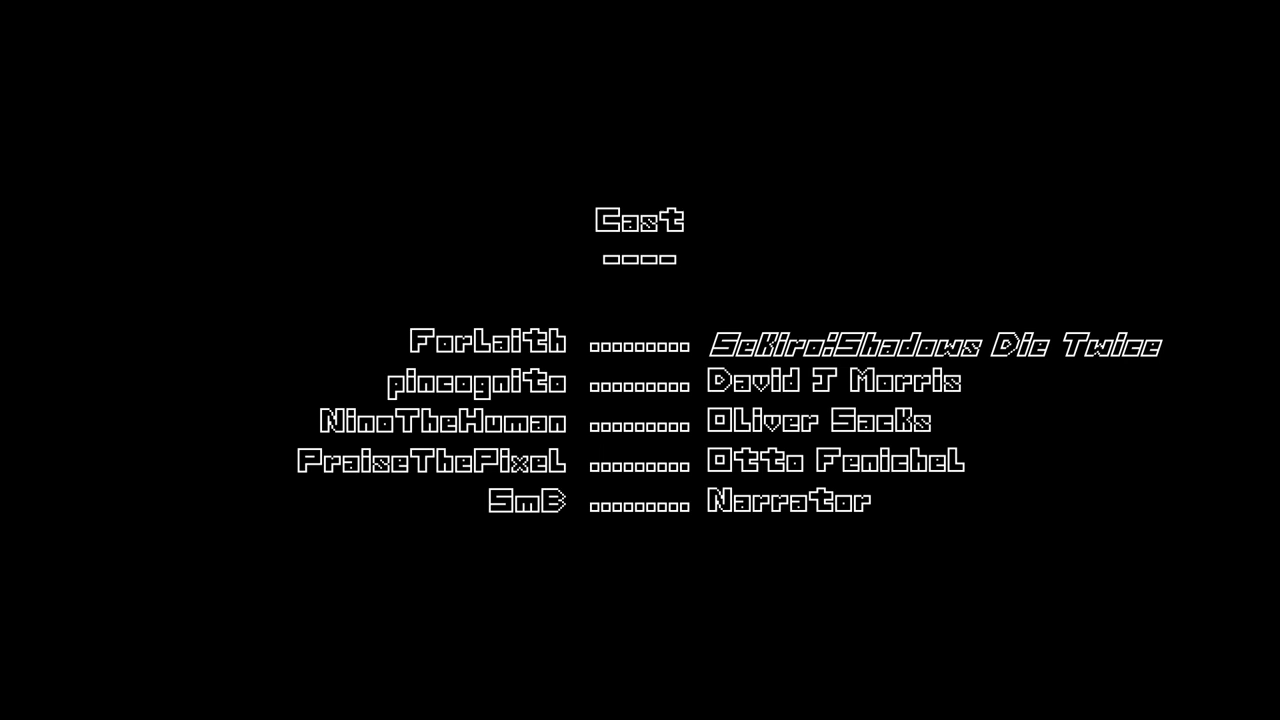 Cast
----
ForLaith ......... Sekiro:Shadows Die Twice
pincognito ......... David J Morris
NinoTheHuman ......... Oliver Sacks
PraiseThePixel ......... Otto Fenichel
SmB ......... Narrator